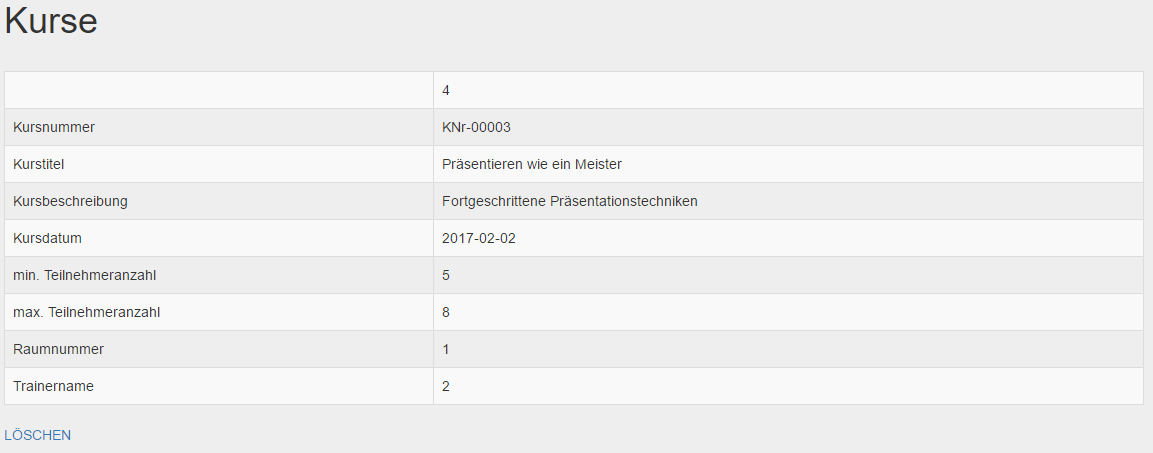 Kurse
4
Kursnummer KNr-00003
Kurstitel Präsentieren wie ein Meister
Kursbeschreibung Fortgeschrittene Präsentationstechniken
Kursdatum 2017-02-02
min. Teilnehmeranzahl 5
max. Teilnehmeranzahl 8
Raumnummer 1
Trainername 2
LÖSCHEN